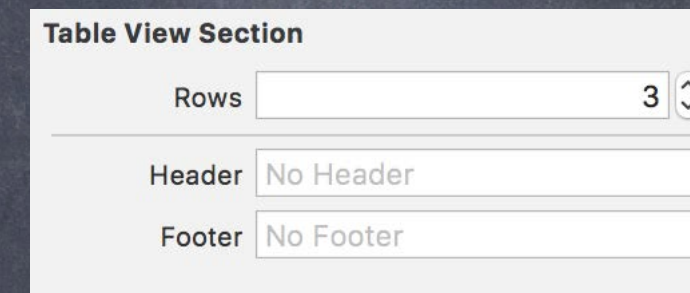 Table View Section
Rows 3
Header No Header
Footer No Footer